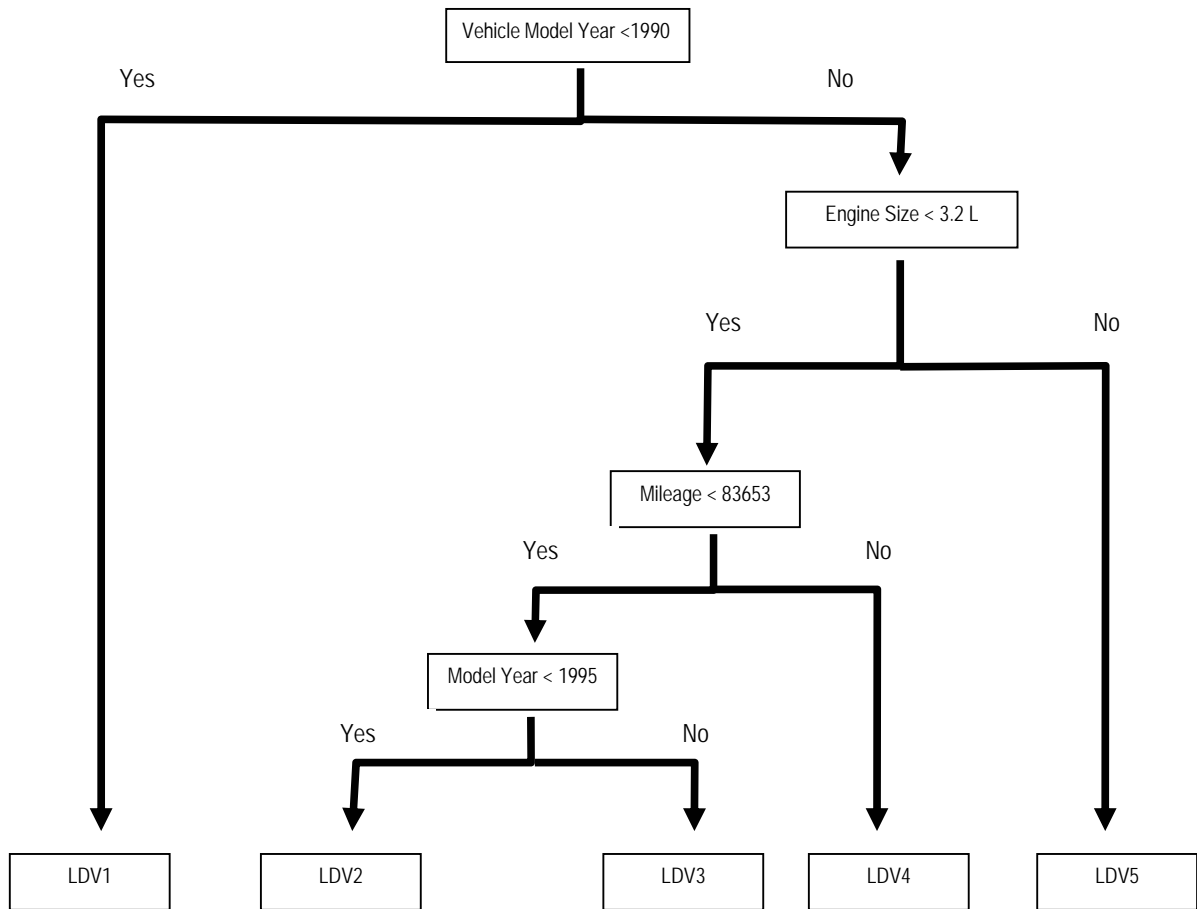 Vehicle Model Year <1990
Yes
No
Engine Size < 3.2 L
Yes
No
Mileage < 83653
Yes
No
Model Year < 1995
Yes
No
LDV1
LDV2
LDV3
LDV4
LDV5